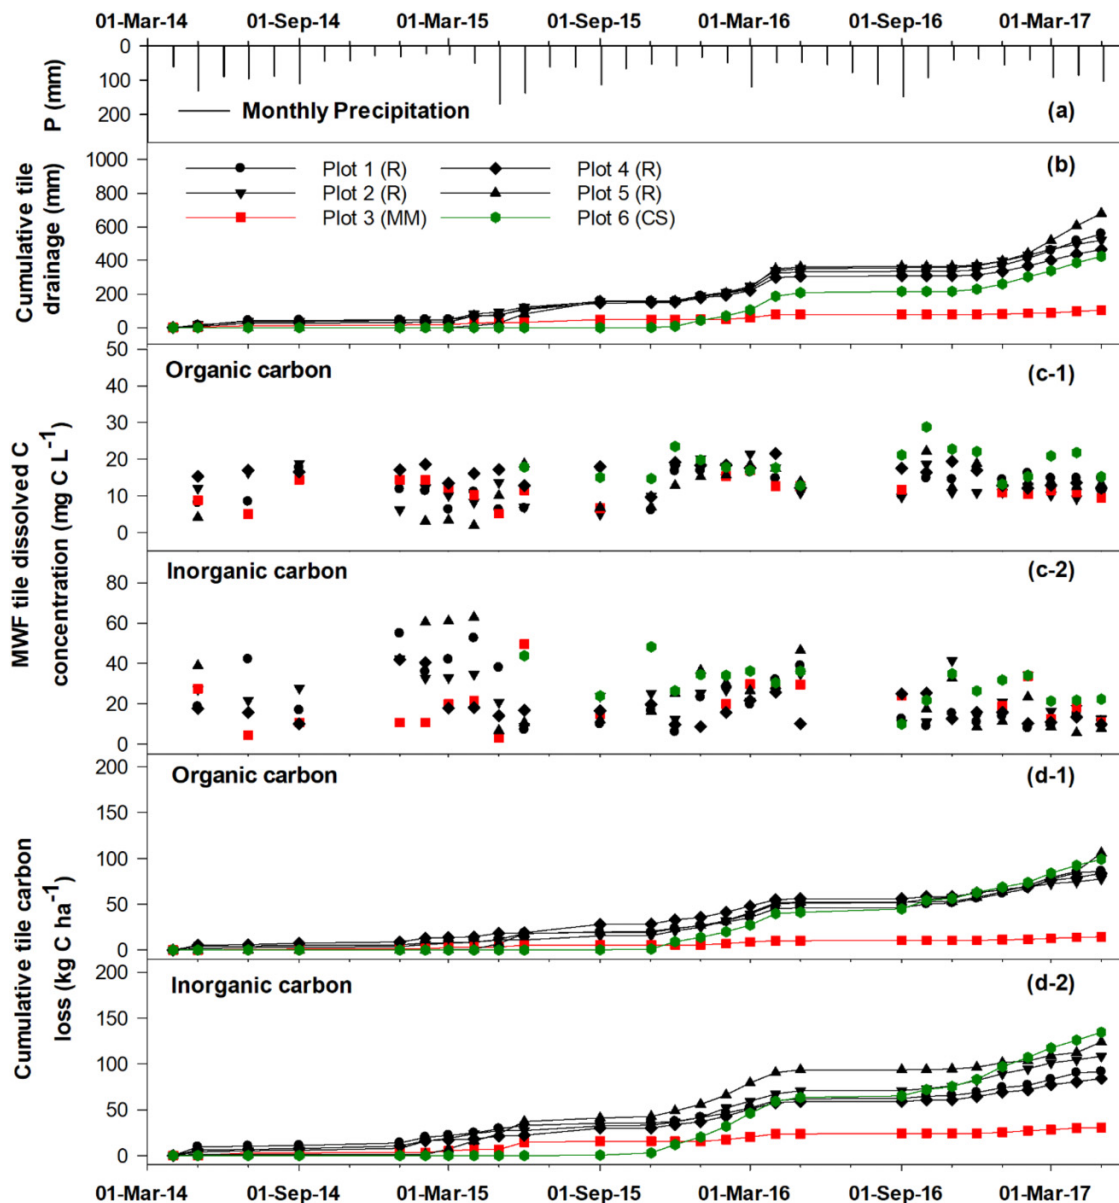 01-Mar-14 01-Sep-14 01-Mar-15 01-Sep-15 01-Mar-16 01-Sep-16 01-Mar-17
P (mm)
0
100
200
Monthly Precipitation
(a)
Cumulative tile
drainage (mm)
1000
800
600
400
200
0
(b)
Plot 1 (R) Plot 4 (R)
Plot 2 (R) Plot 5 (R)
Plot 3 (MM) Plot 6 (CS)
MWF tile dissolved C
concentration (mg C L-1)
50
40
30
20
10
0
Organic carbon
(c-1)
80
60
40
20
0
Inorganic carbon
(c-2)
Cumulative tile carbon
loss (kg C ha-1)
200
150
100
50
0
Organic carbon
(d-1)
200
150
100
50
0
Inorganic carbon
(d-2)
01-Mar-14 01-Sep-14 01-Mar-15 01-Sep-15 01-Mar-16 01-Sep-16 01-Mar-17